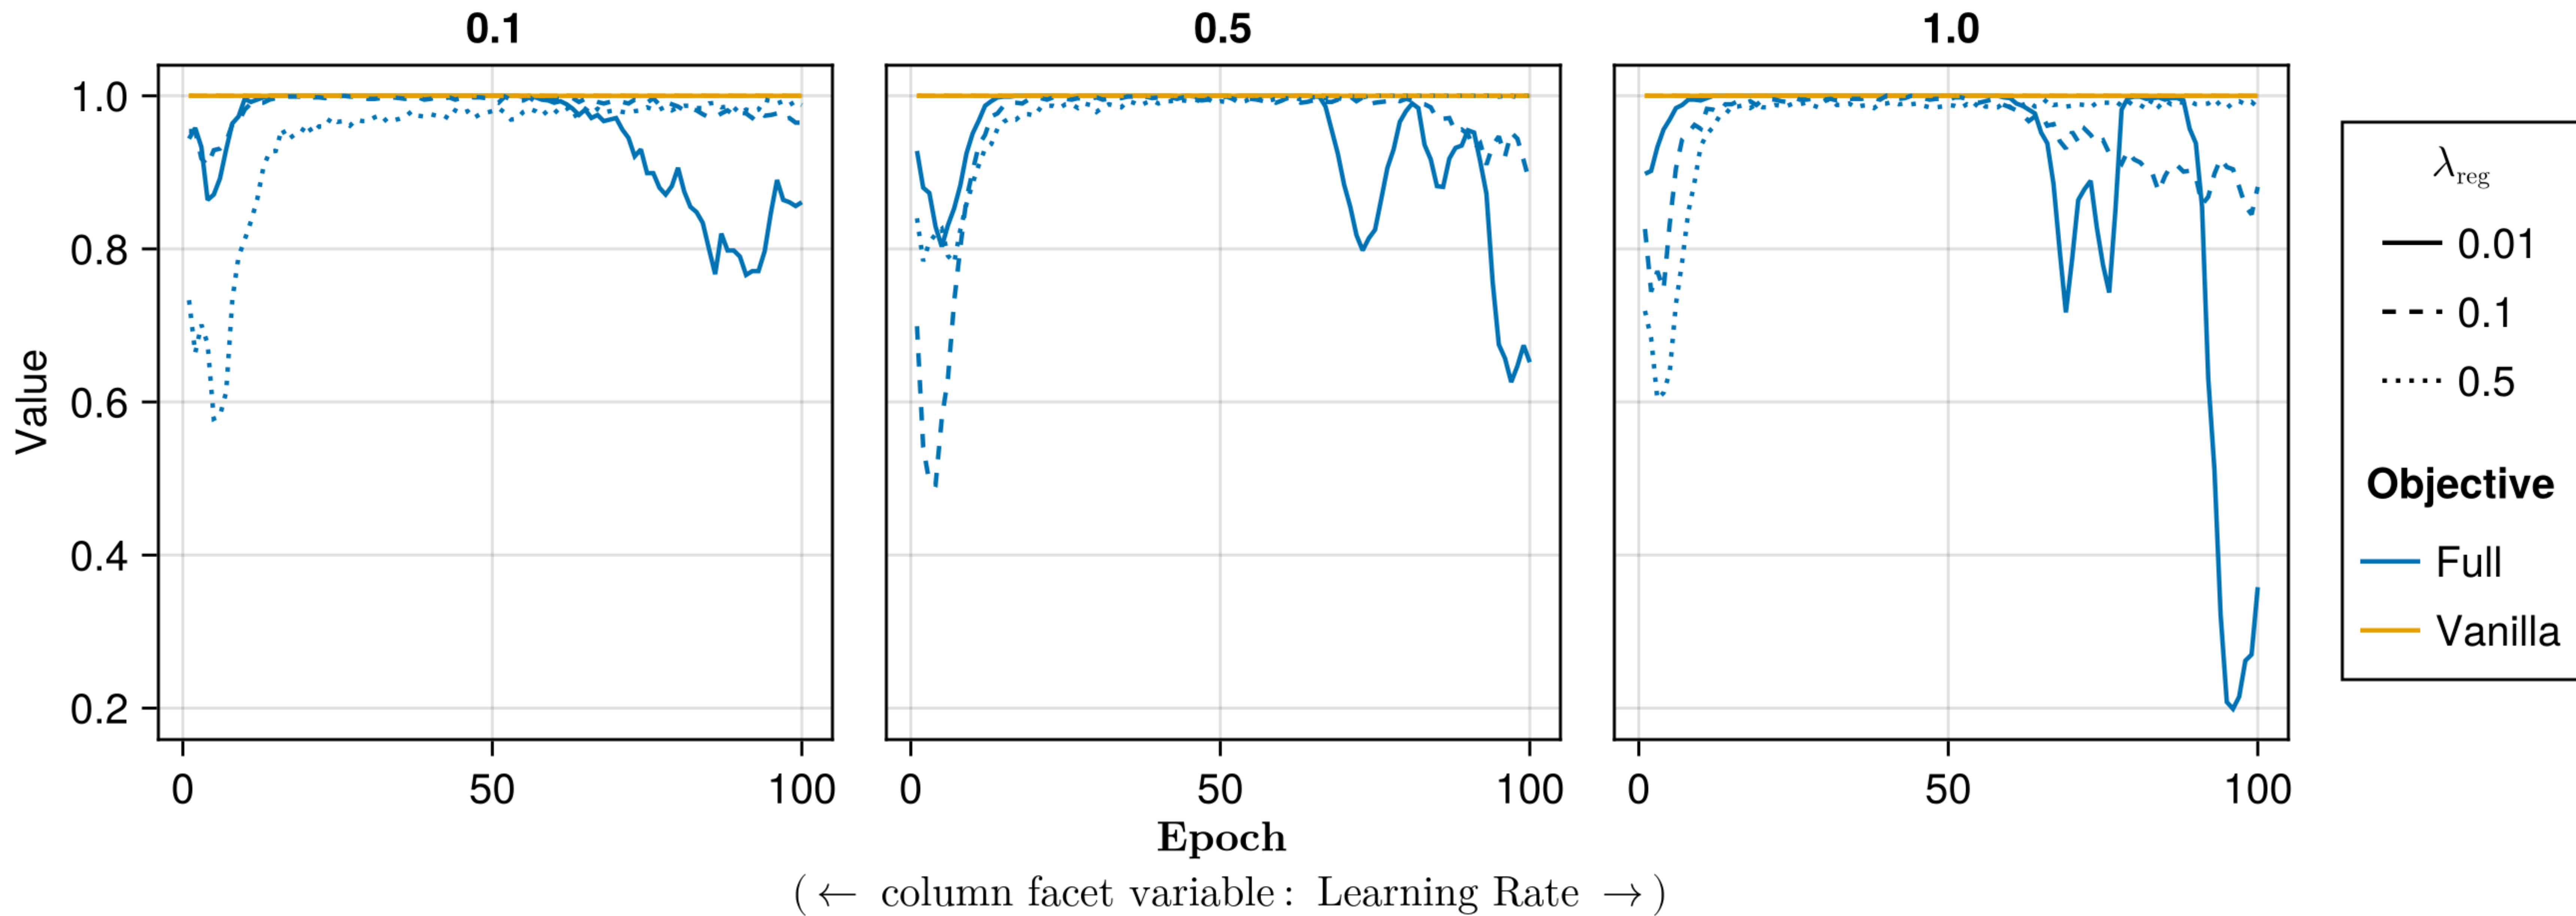 0.1 0.5 1.0
Value
1.0
0.8
0.6
0.4
0.2
0 50 100 0 50 100 0 50 100
Epoch
( ← column facet variable : Learning Rate → )
λreg
0.01
0.1
0.5
Objective
Full
Vanilla